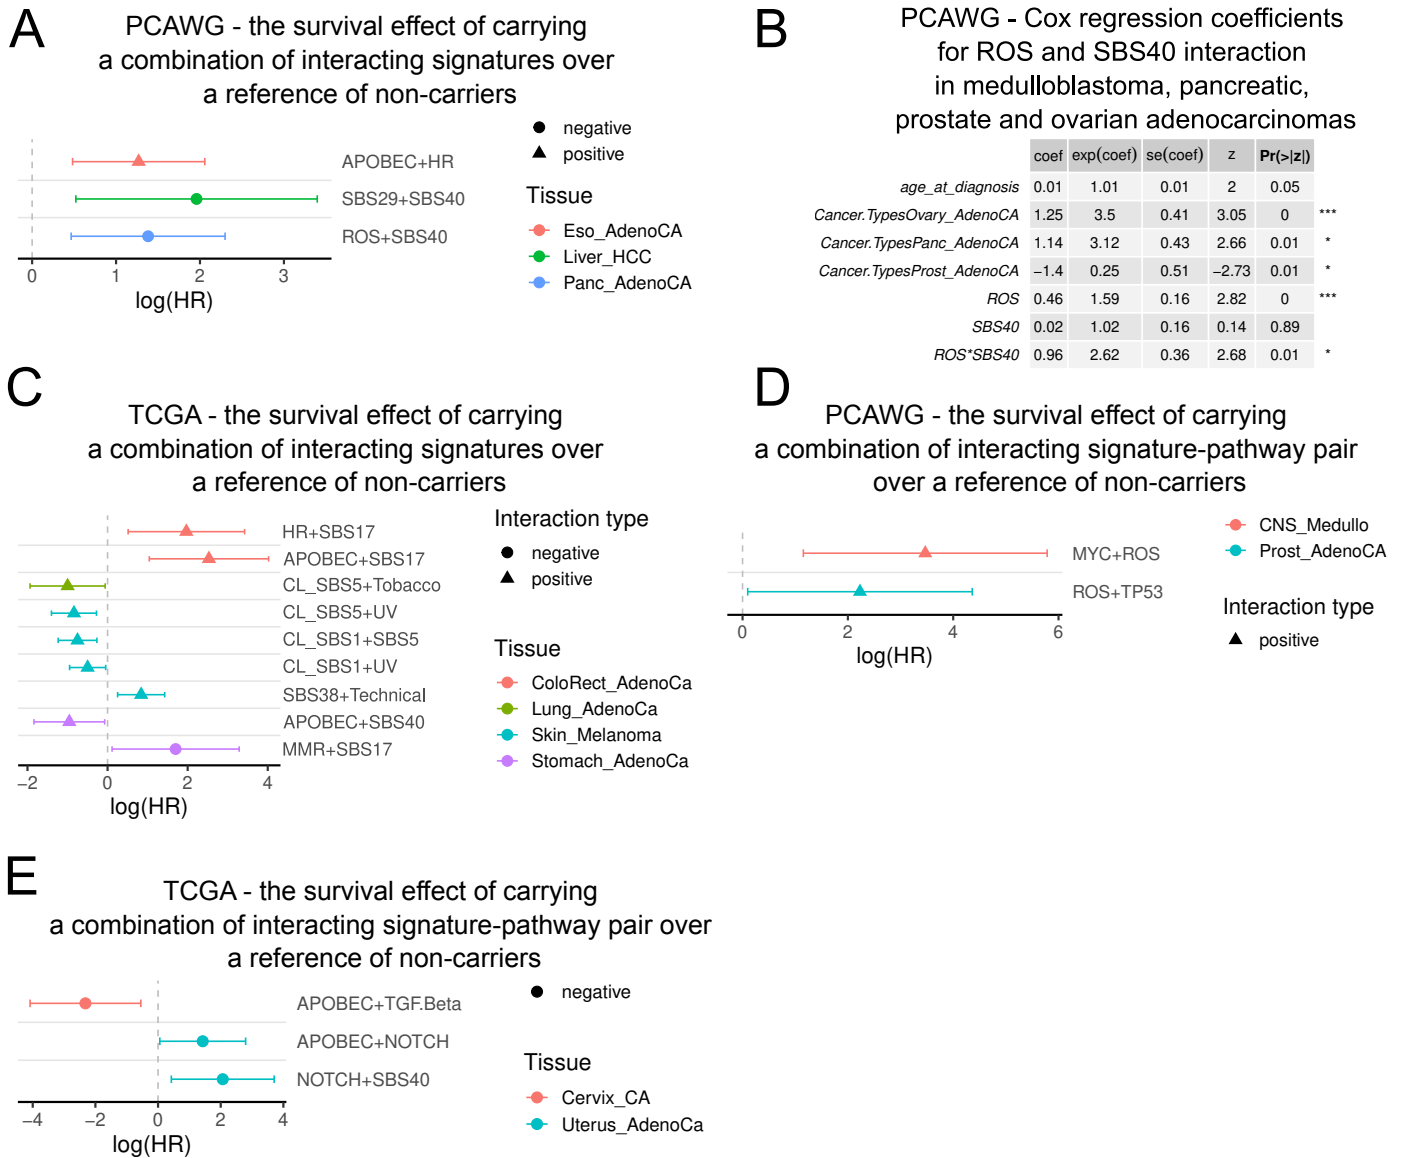 A
PCAWG - the survival effect of carrying
a combination of interacting signatures over
a reference of non-carriers
negative
positive
APOBEC+HR
SBS29+SBS40
ROS+SBS40
Tissue
Eso_AdenoCA
Liver_HCC
Panc_AdenoCA
0 1 2 3
log(HR)
B
PCAWG - Cox regression coefficients
for ROS and SBS40 interaction
in medulloblastoma, pancreatic,
prostate and ovarian adenocarcinomas
coef exp(coef) se(coef) z Pr(>|z|)
age_at_diagnosis 0.01 1.01 0.01 2 0.05
Cancer.TypesOvary_AdenoCA 1.25 3.5 0.41 3.05 0 ***
Cancer.TypesPanc_AdenoCA 1.14 3.12 0.43 2.66 0.01 *
Cancer.TypesProst_AdenoCA −1.4 0.25 0.51 −2.73 0.01 *
ROS 0.46 1.59 0.16 2.82 0 ***
SBS40 0.02 1.02 0.16 0.14 0.89
ROS*SBS40 0.96 2.62 0.36 2.68 0.01 *
C
TCGA - the survival effect of carrying
a combination of interacting signatures over
a reference of non-carriers
HR+SBS17
APOBEC+SBS17
CL_SBS5+Tobacco
CL_SBS5+UV
CL_SBS1+SBS5
CL_SBS1+UV
SBS38+Technical
APOBEC+SBS40
MMR+SBS17
−2 0 2 4
log(HR)
Interaction type
negative
positive
Tissue
ColoRect_AdenoCa
Lung_AdenoCa
Skin_Melanoma
Stomach_AdenoCa
D
PCAWG - the survival effect of carrying
a combination of interacting signature-pathway pair
over a reference of non-carriers
MYC+ROS
ROS+TP53
0 2 4 6
log(HR)
CNS_Medullo
Prost_AdenoCA
Interaction type
positive
E
TCGA - the survival effect of carrying
a combination of interacting signature-pathway pair over
a reference of non-carriers
APOBEC+TGF.Beta
APOBEC+NOTCH
NOTCH+SBS40
−4 −2 0 2 4
log(HR)
negative
Tissue
Cervix_CA
Uterus_AdenoCa